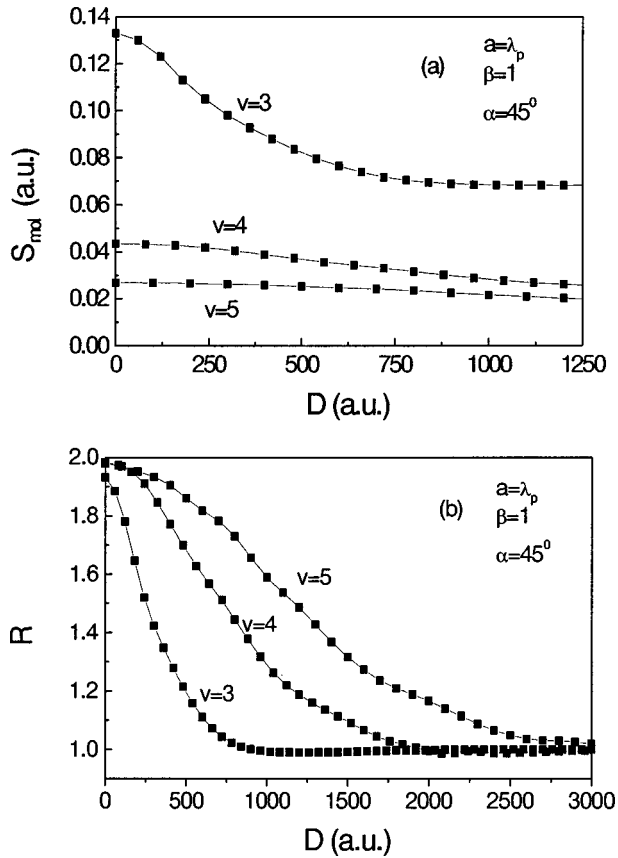 0.14
0.12
0.10
0.08
0.06
0.04
0.02
0.00
S_mol (a.u.)
(a)
a=λ_p
β=1
α=45⁰
v=3
v=4
v=5
0 250 500 750 1000 1250
D (a.u.)
2.0
1.8
1.6
1.4
1.2
1.0
R
(b)
a=λ_p
β=1
α=45⁰
v=5
v=4
v=3
0 500 1000 1500 2000 2500 3000
D (a.u.)